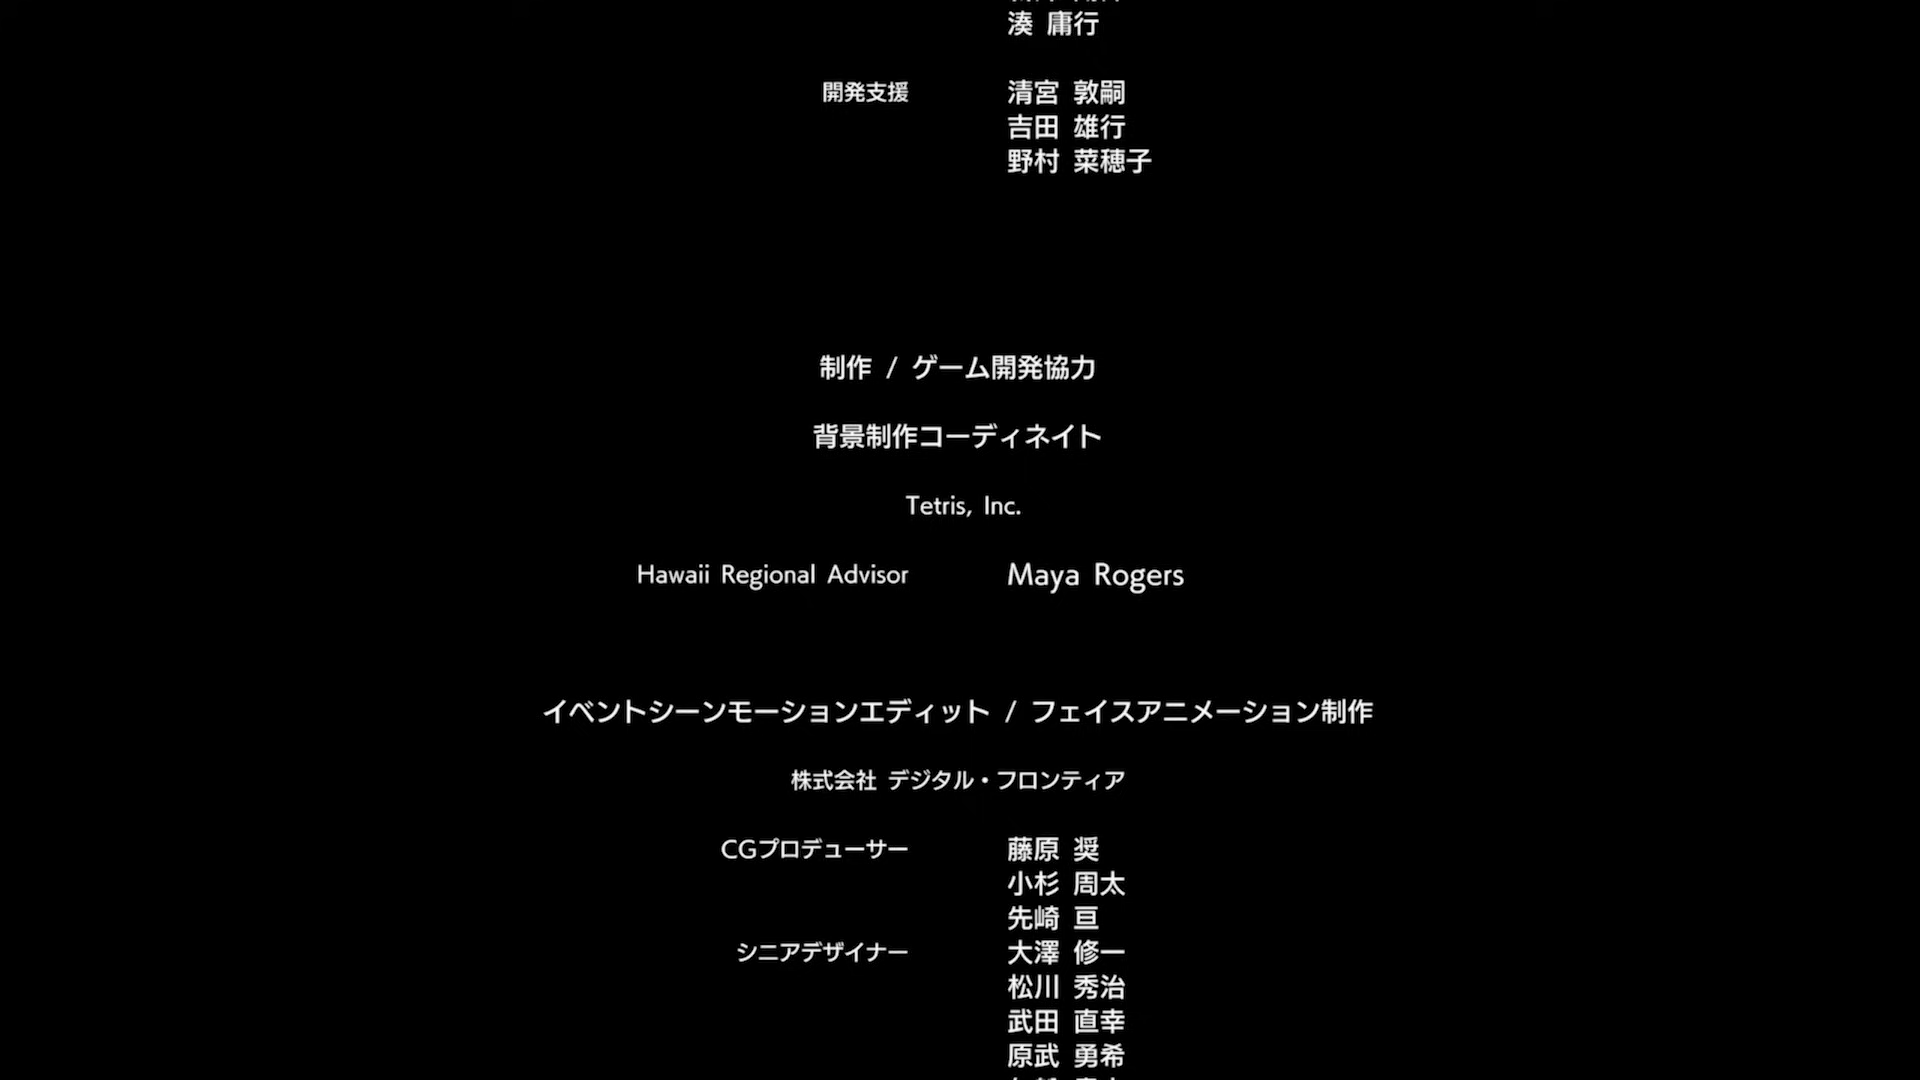 湊 庸行
開発支援 清宮 敦嗣
吉田 雄行
野村 菜穂子
制作 / ゲーム開発協力
背景制作コーディネイト
Tetris, Inc.
Hawaii Regional Advisor Maya Rogers
イベントシーンモーションエディット / フェイスアニメーション制作
株式会社 デジタル・フロンティア
CGプロデューサー 藤原 奨
小杉 周太
先崎 亘
シニアデザイナー 大澤 修一
松川 秀治
武田 直幸
原武 勇希